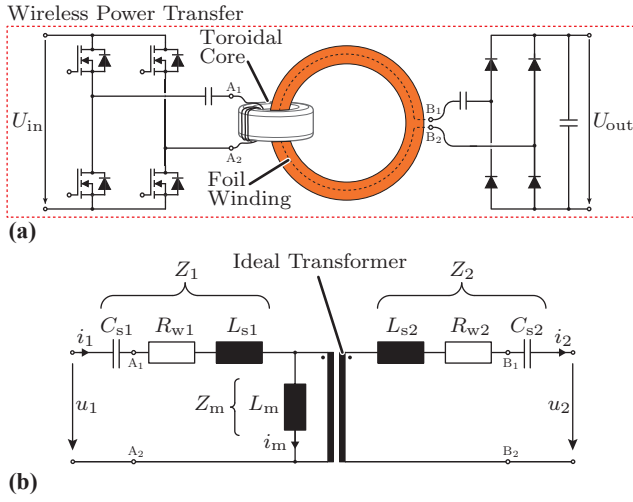 Wireless Power Transfer
Toroidal
Core
A1
B1
Uin
Uout
B2
A2
Foil
Winding
(a)
Ideal Transformer
Z1
Z2
Cs1
Rw1
Ls1
Ls2
Rw2
Cs2
i1
i2
A1
B1
u1
Zm
Lm
u2
im
A2
B2
(b)